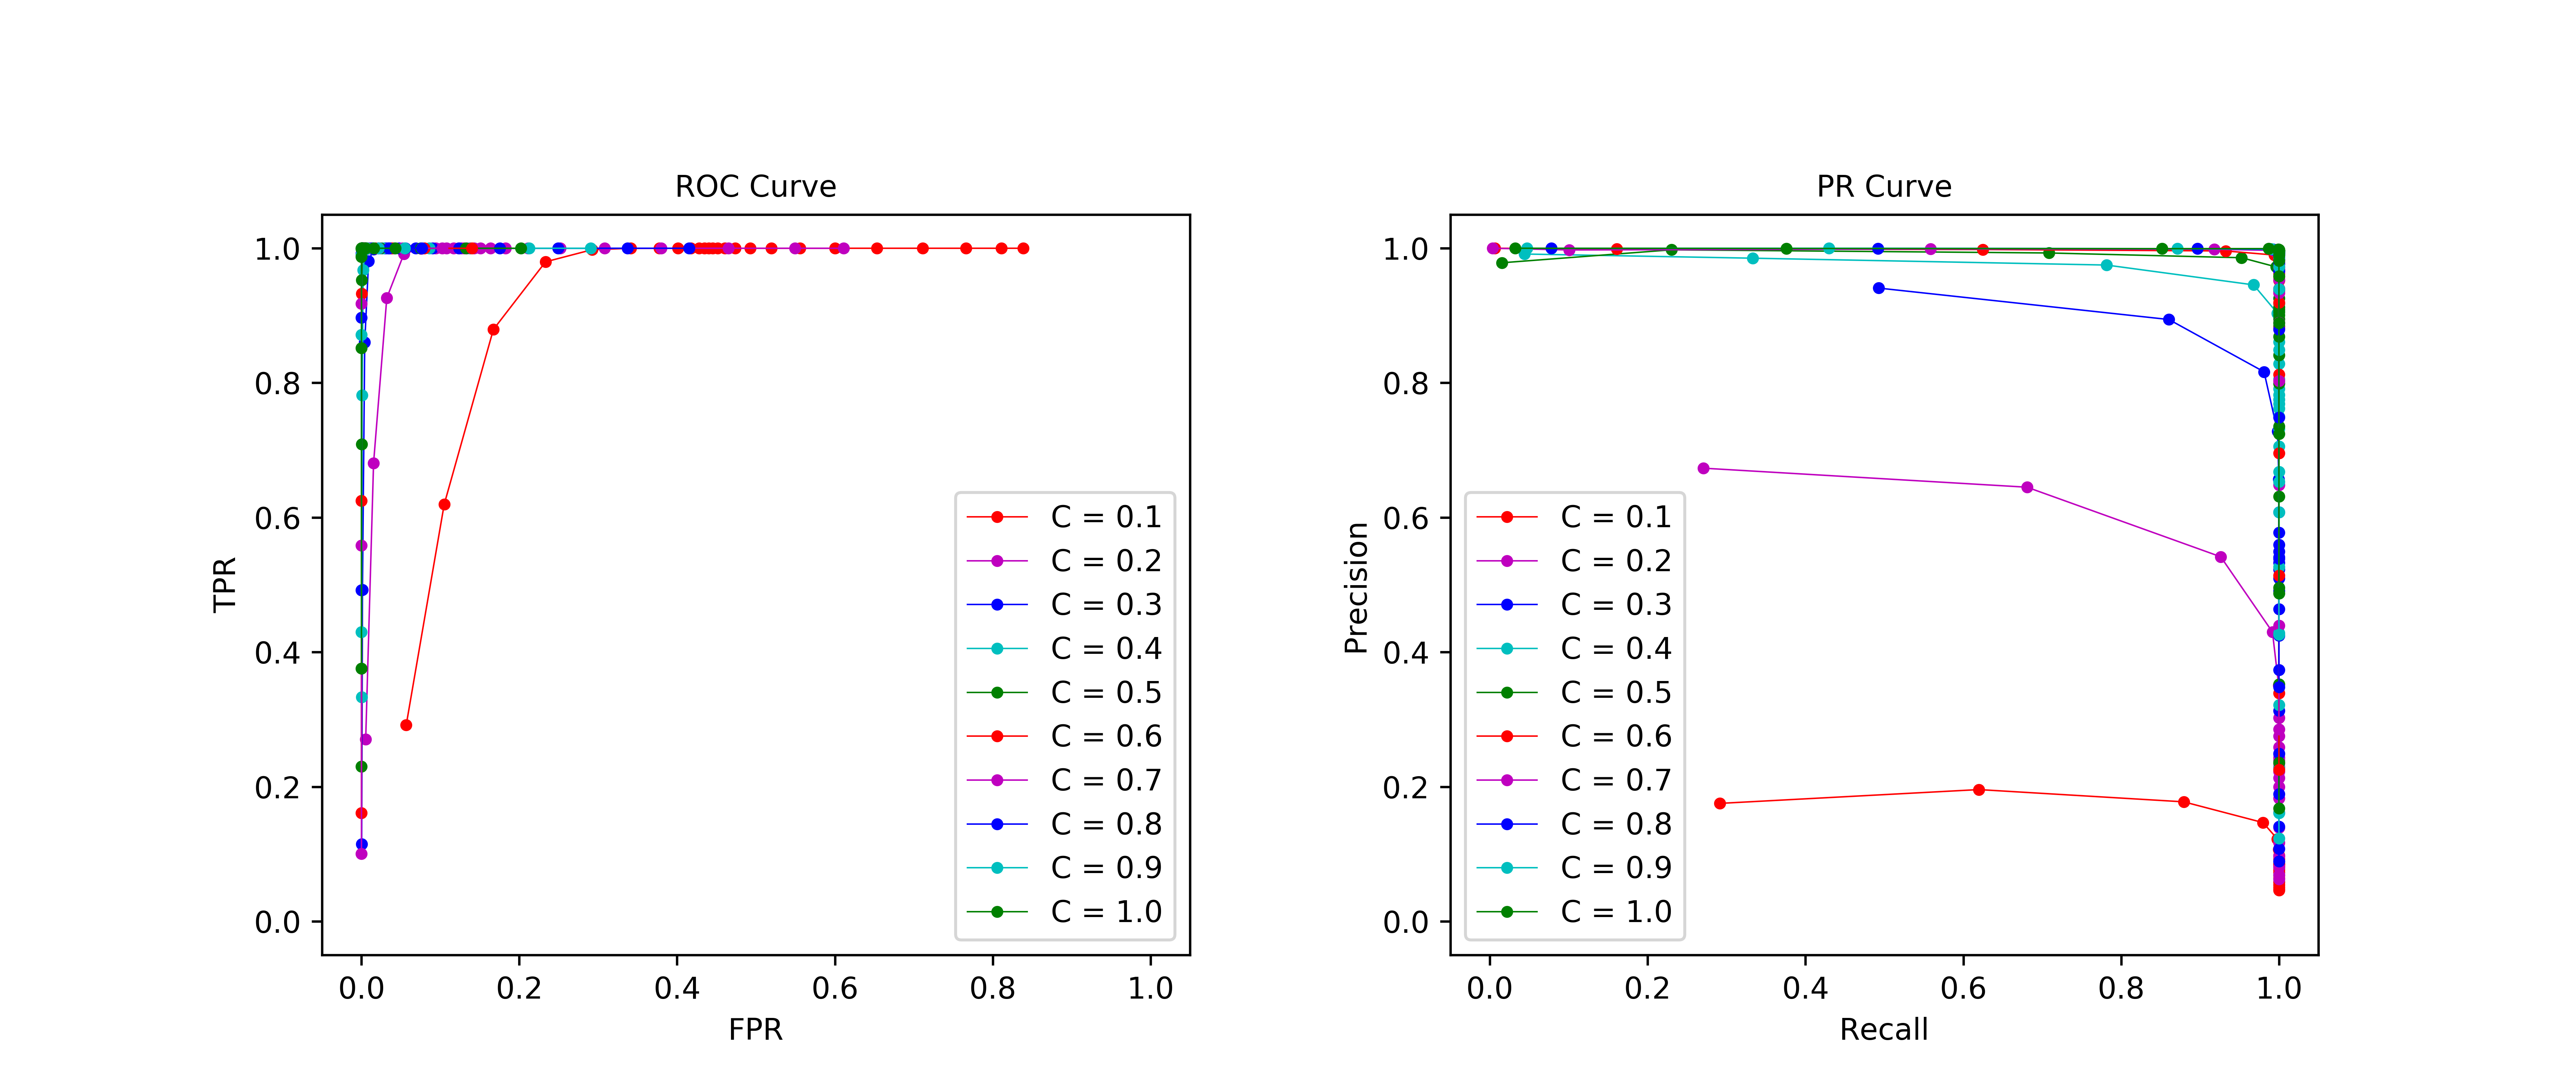 ROC Curve
1.0
0.8
0.6
0.4
0.2
0.0
TPR
0.0 0.2 0.4 0.6 0.8 1.0
FPR
C = 0.1
C = 0.2
C = 0.3
C = 0.4
C = 0.5
C = 0.6
C = 0.7
C = 0.8
C = 0.9
C = 1.0
PR Curve
1.0
0.8
0.6
0.4
0.2
0.0
Precision
0.0 0.2 0.4 0.6 0.8 1.0
Recall
C = 0.1
C = 0.2
C = 0.3
C = 0.4
C = 0.5
C = 0.6
C = 0.7
C = 0.8
C = 0.9
C = 1.0